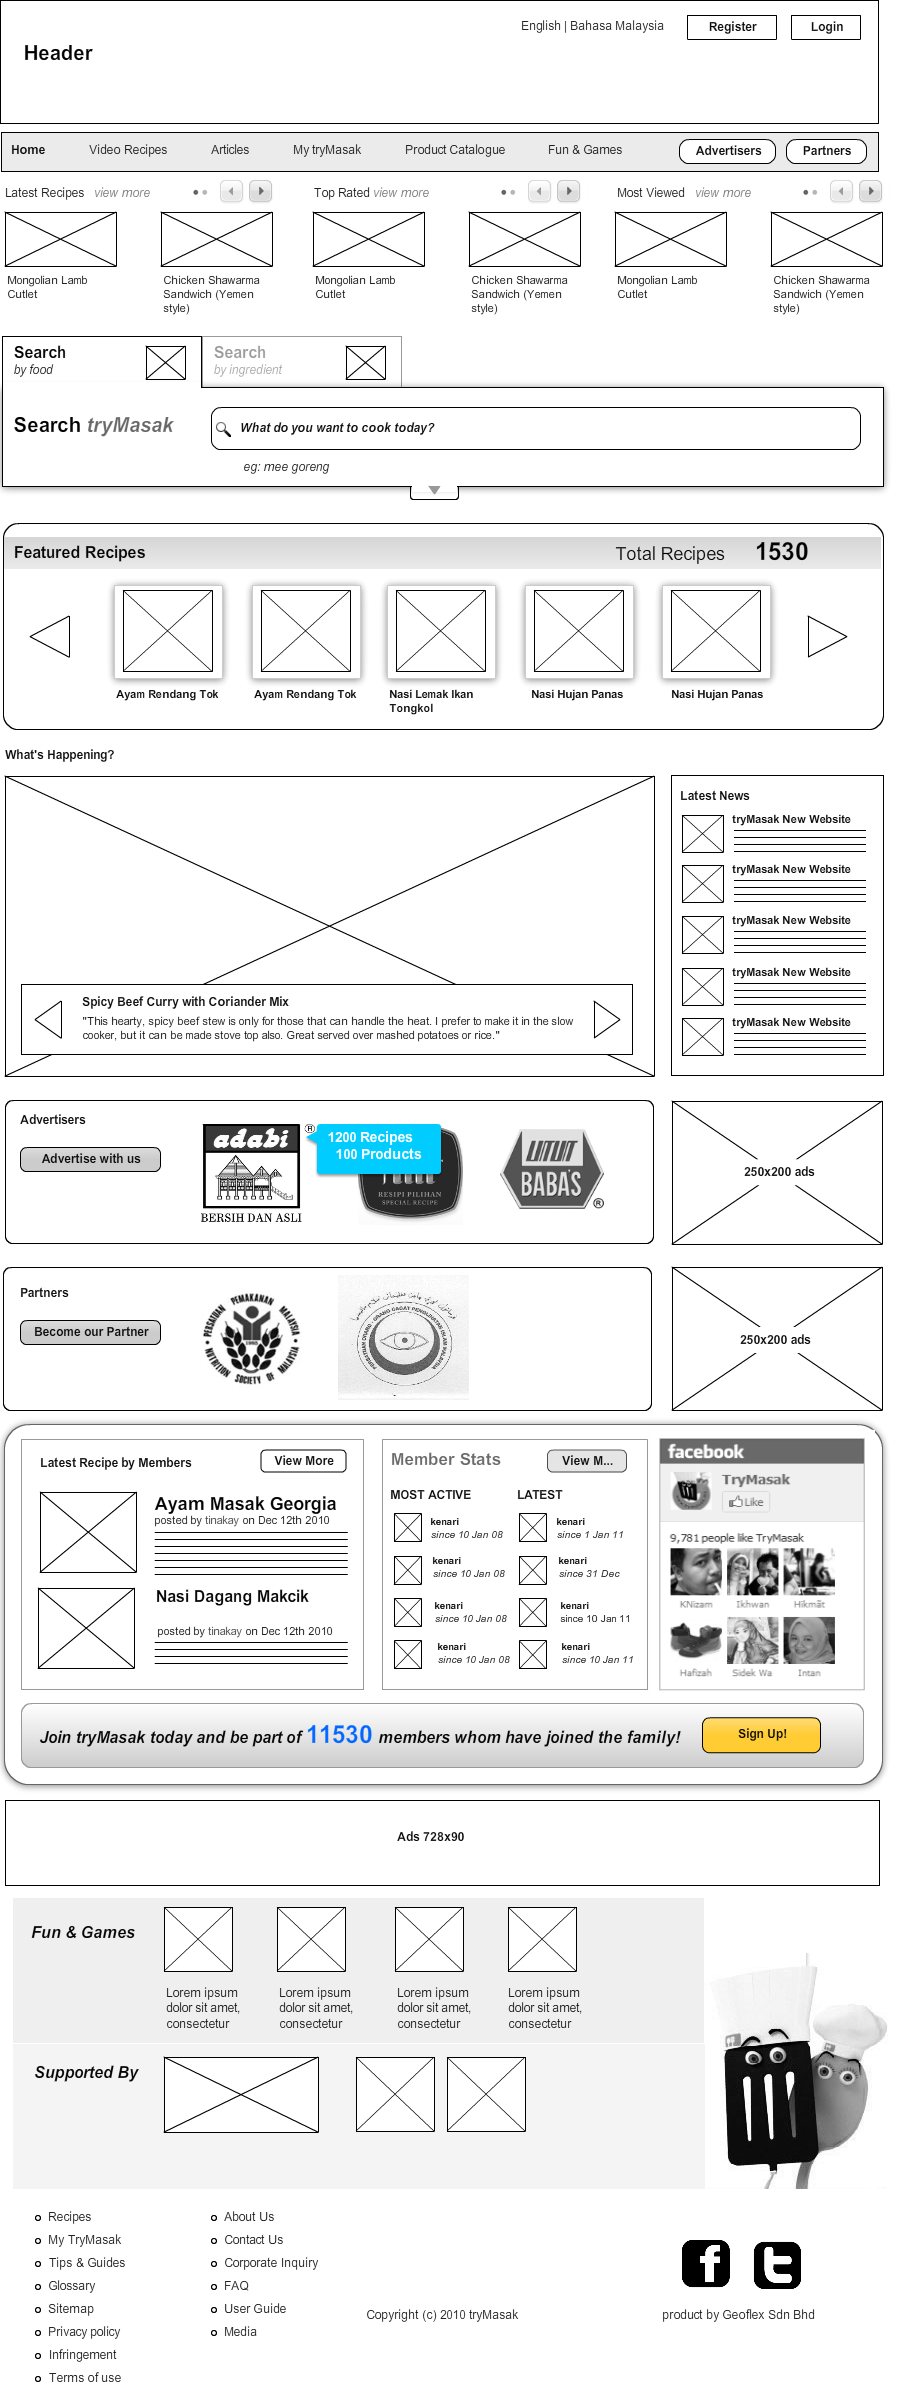 English | Bahasa Malaysia
Register
Login
Header
Home
Video Recipes
Articles
My tryMasak
Product Catalogue
Fun & Games
Advertisers
Partners
Latest Recipes view more
Top Rated view more
Most Viewed view more
Mongolian Lamb
Cutlet
Chicken Shawarma
Sandwich (Yemen
style)
Mongolian Lamb
Cutlet
Chicken Shawarma
Sandwich (Yemen
style)
Mongolian Lamb
Cutlet
Chicken Shawarma
Sandwich (Yemen
style)
Search
by food
Search
by ingredient
Search tryMasak
What do you want to cook today?
eg: mee goreng
Featured Recipes
Total Recipes 1530
Ayam Rendang Tok
Ayam Rendang Tok
Nasi Lemak Ikan
Tongkol
Nasi Hujan Panas
Nasi Hujan Panas
What's Happening?
Spicy Beef Curry with Coriander Mix
"This hearty, spicy beef stew is only for those that can handle the heat. I prefer to make it in the slow
cooker, but it can be made stove top also. Great served over mashed potatoes or rice."
Latest News
tryMasak New Website
tryMasak New Website
tryMasak New Website
tryMasak New Website
tryMasak New Website
Advertisers
Advertise with us
adabi ®
BERSIH DAN ASLI
1200 Recipes
100 Products
RESIPI PILIHAN
SPECIAL RECIPE
BABA'S ®
250x200 ads
Partners
Become our Partner
PERSATUAN PEMAKANAN MALAYSIA
NUTRITION SOCIETY OF MALAYSIA
250x200 ads
Latest Recipe by Members
View More
Ayam Masak Georgia
posted by tinakay on Dec 12th 2010
Nasi Dagang Makcik
posted by tinakay on Dec 12th 2010
Member Stats
View M...
MOST ACTIVE
LATEST
kenari
since 10 Jan 08
kenari
since 1 Jan 11
kenari
since 10 Jan 08
kenari
since 31 Dec
kenari
since 10 Jan 08
kenari
since 10 Jan 11
kenari
since 10 Jan 08
kenari
since 10 Jan 11
facebook
TryMasak
Like
9,781 people like TryMasak
KNizam
Ikhwan
Hikmāt
Hafizah
Sidek Wa
Intan
Join tryMasak today and be part of 11530 members whom have joined the family!
Sign Up!
Ads 728x90
Fun & Games
Lorem ipsum
dolor sit amet,
consectetur
Lorem ipsum
dolor sit amet,
consectetur
Lorem ipsum
dolor sit amet,
consectetur
Lorem ipsum
dolor sit amet,
consectetur
Supported By
Recipes
My TryMasak
Tips & Guides
Glossary
Sitemap
Privacy policy
Infringement
Terms of use
About Us
Contact Us
Corporate Inquiry
FAQ
User Guide
Media
Copyright (c) 2010 tryMasak
f
t
product by Geoflex Sdn Bhd